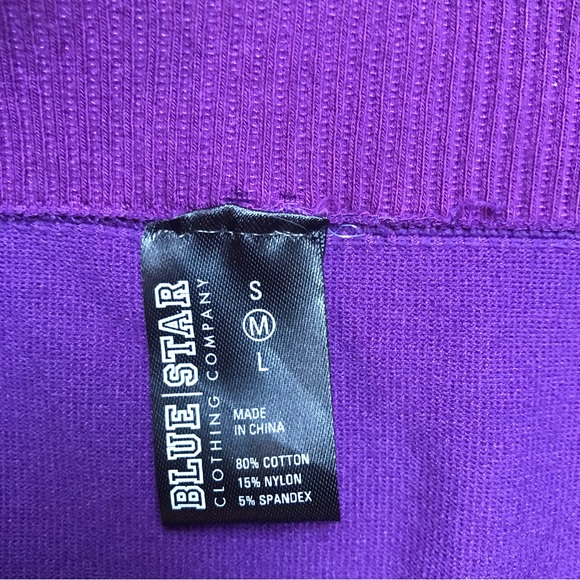 BLUE|STAR
CLOTHING COMPANY
S
M
L
MADE
IN CHINA
80% COTTON
15% NYLON
5% SPANDEX